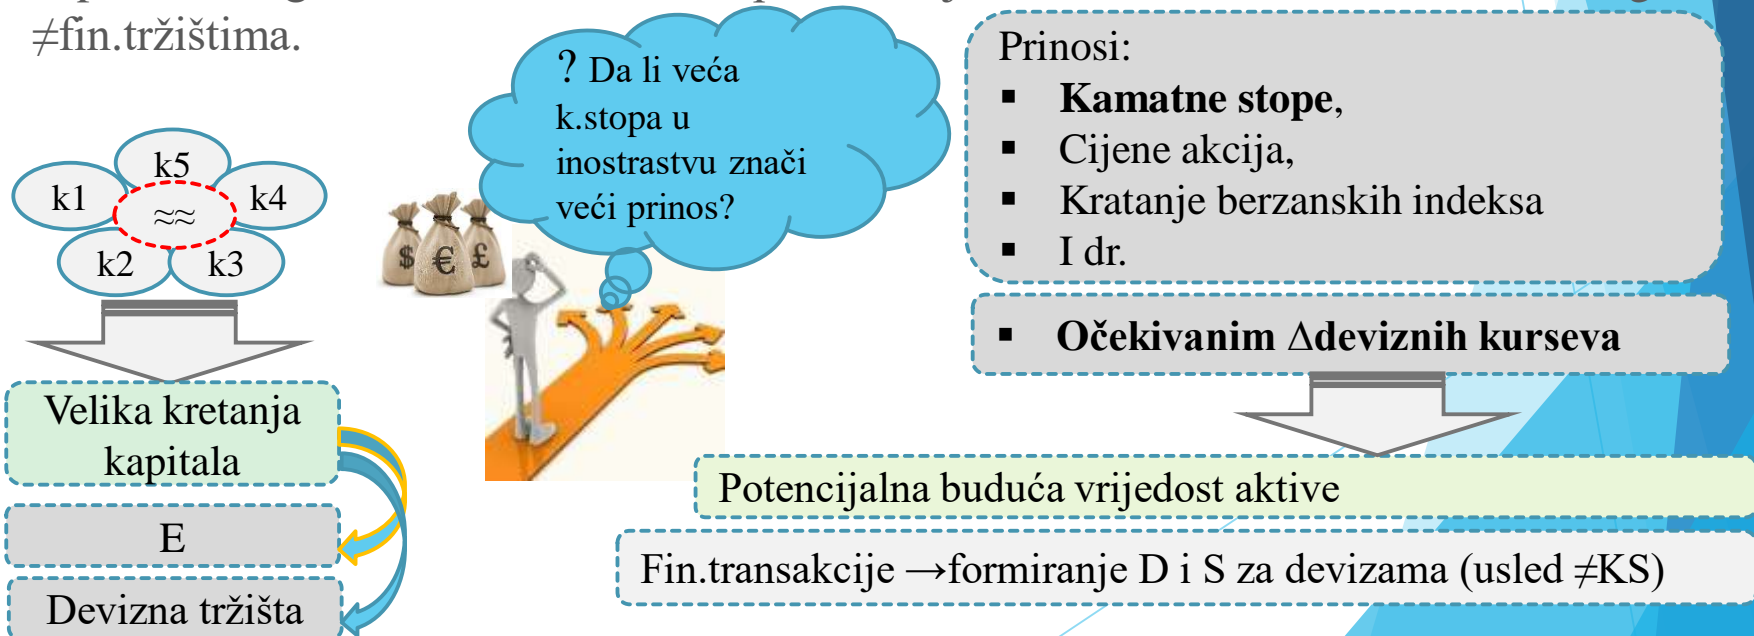 ≠fin.tržištima.
? Da li veća
k.stopa u
inostrastvu znači
veći prinos?
Prinosi:
▪ Kamatne stope,
▪ Cijene akcija,
▪ Kratanje berzanskih indeksa
▪ I dr.
▪ Očekivanim ∆deviznih kurseva
k5
k1
≈≈
k4
k2
k3
$
€
£
Velika kretanja
kapitala
E
Devizna tržišta
Potencijalna buduća vrijedost aktive
Fin.transakcije →formiranje D i S za devizama (usled ≠KS)